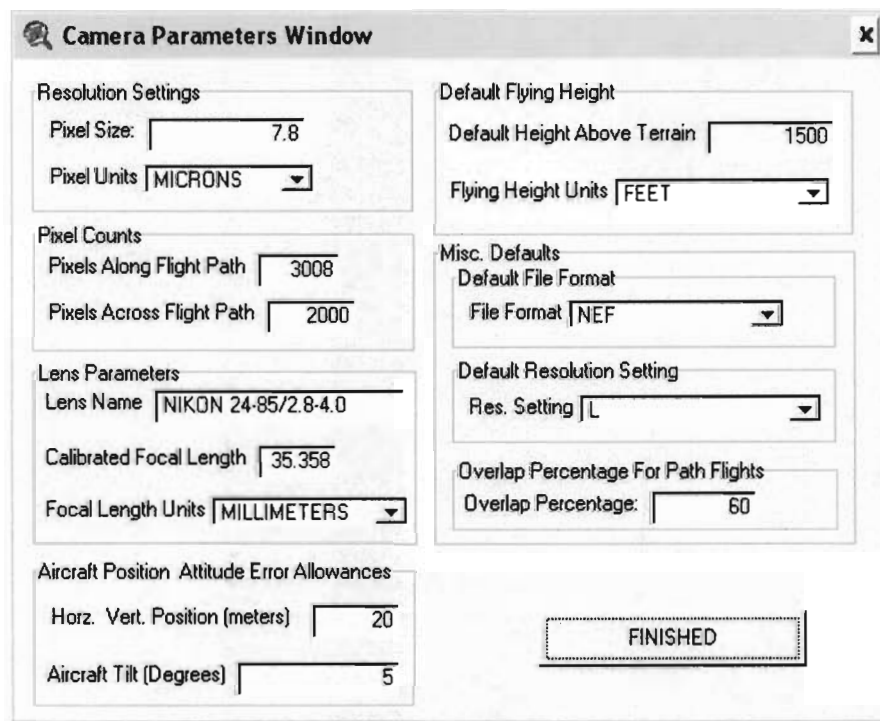 Camera Parameters Window
Resolution Settings
Pixel Size: 7.8
Pixel Units MICRONS
Pixel Counts
Pixels Along Flight Path 3008
Pixels Across Flight Path 2000
Lens Parameters
Lens Name NIKON 24-85/2.8-4.0
Calibrated Focal Length 35.358
Focal Length Units MILLIMETERS
Aircraft Position Attitude Error Allowances
Horz. Vert. Position (meters) 20
Aircraft Tilt (Degrees) 5
Default Flying Height
Default Height Above Terrain 1500
Flying Height Units FEET
Misc. Defaults
Default File Format
File Format NEF
Default Resolution Setting
Res. Setting L
Overlap Percentage For Path Flights
Overlap Percentage: 60
FINISHED